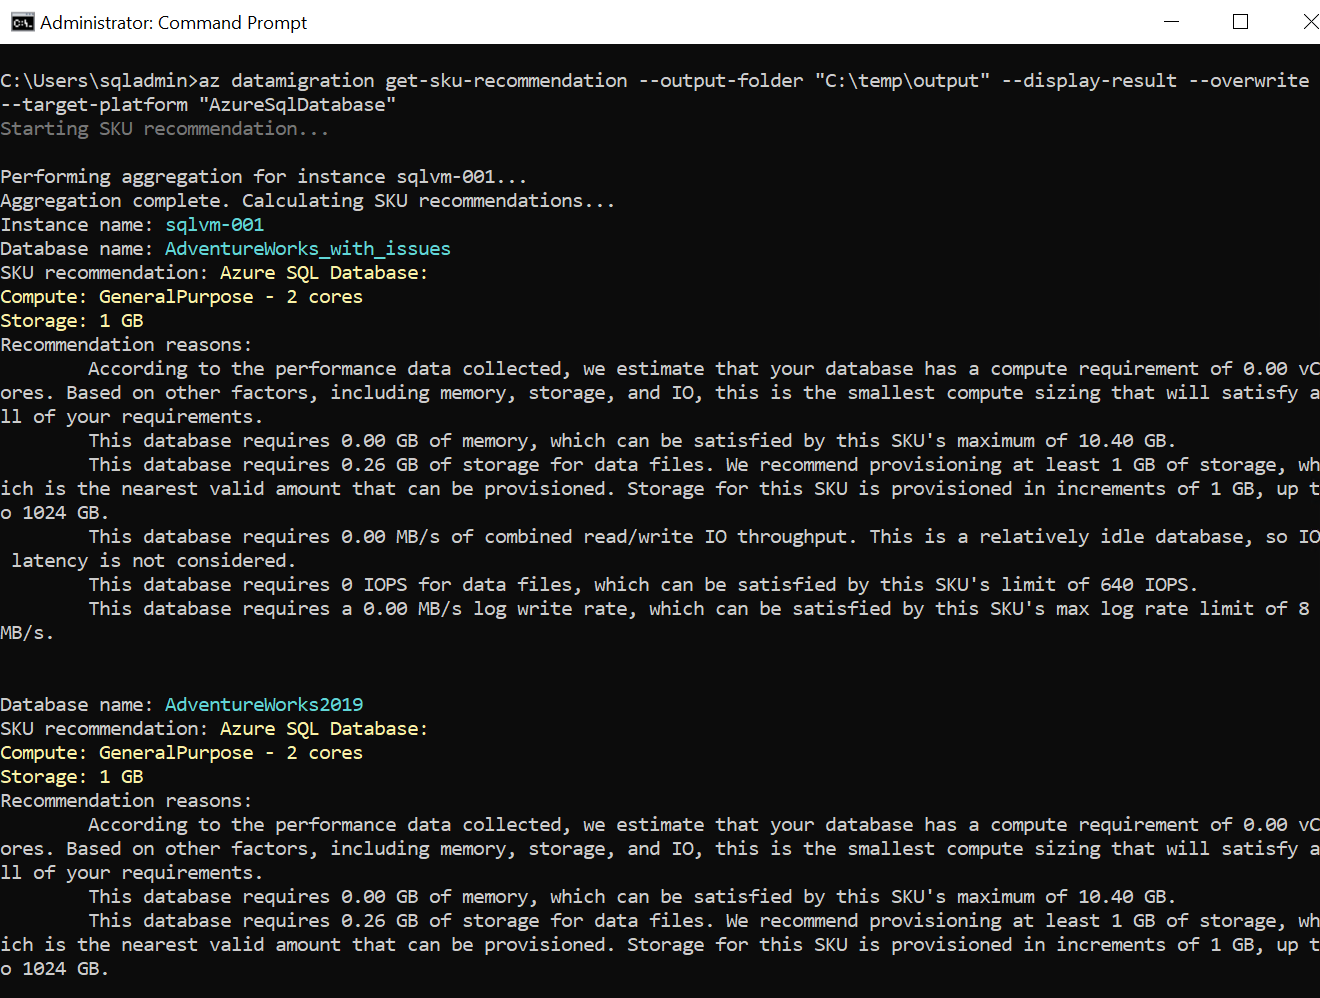 Administrator: Command Prompt
C:\Users\sqladmin>az datamigration get-sku-recommendation --output-folder "C:\temp\output" --display-result --overwrite
--target-platform "AzureSqlDatabase"
Starting SKU recommendation...
Performing aggregation for instance sqlvm-001...
Aggregation complete. Calculating SKU recommendations...
Instance name: sqlvm-001
Database name: AdventureWorks_with_issues
SKU recommendation: Azure SQL Database:
Compute: GeneralPurpose - 2 cores
Storage: 1 GB
Recommendation reasons:
According to the performance data collected, we estimate that your database has a compute requirement of 0.00 vC
ores. Based on other factors, including memory, storage, and IO, this is the smallest compute sizing that will satisfy a
ll of your requirements.
This database requires 0.00 GB of memory, which can be satisfied by this SKU's maximum of 10.40 GB.
This database requires 0.26 GB of storage for data files. We recommend provisioning at least 1 GB of storage, wh
ich is the nearest valid amount that can be provisioned. Storage for this SKU is provisioned in increments of 1 GB, up t
o 1024 GB.
This database requires 0.00 MB/s of combined read/write IO throughput. This is a relatively idle database, so IO
latency is not considered.
This database requires 0 IOPS for data files, which can be satisfied by this SKU's limit of 640 IOPS.
This database requires a 0.00 MB/s log write rate, which can be satisfied by this SKU's max log rate limit of 8
MB/s.
Database name: AdventureWorks2019
SKU recommendation: Azure SQL Database:
Compute: GeneralPurpose - 2 cores
Storage: 1 GB
Recommendation reasons:
According to the performance data collected, we estimate that your database has a compute requirement of 0.00 vC
ores. Based on other factors, including memory, storage, and IO, this is the smallest compute sizing that will satisfy a
ll of your requirements.
This database requires 0.00 GB of memory, which can be satisfied by this SKU's maximum of 10.40 GB.
This database requires 0.26 GB of storage for data files. We recommend provisioning at least 1 GB of storage, wh
ich is the nearest valid amount that can be provisioned. Storage for this SKU is provisioned in increments of 1 GB, up t
o 1024 GB.